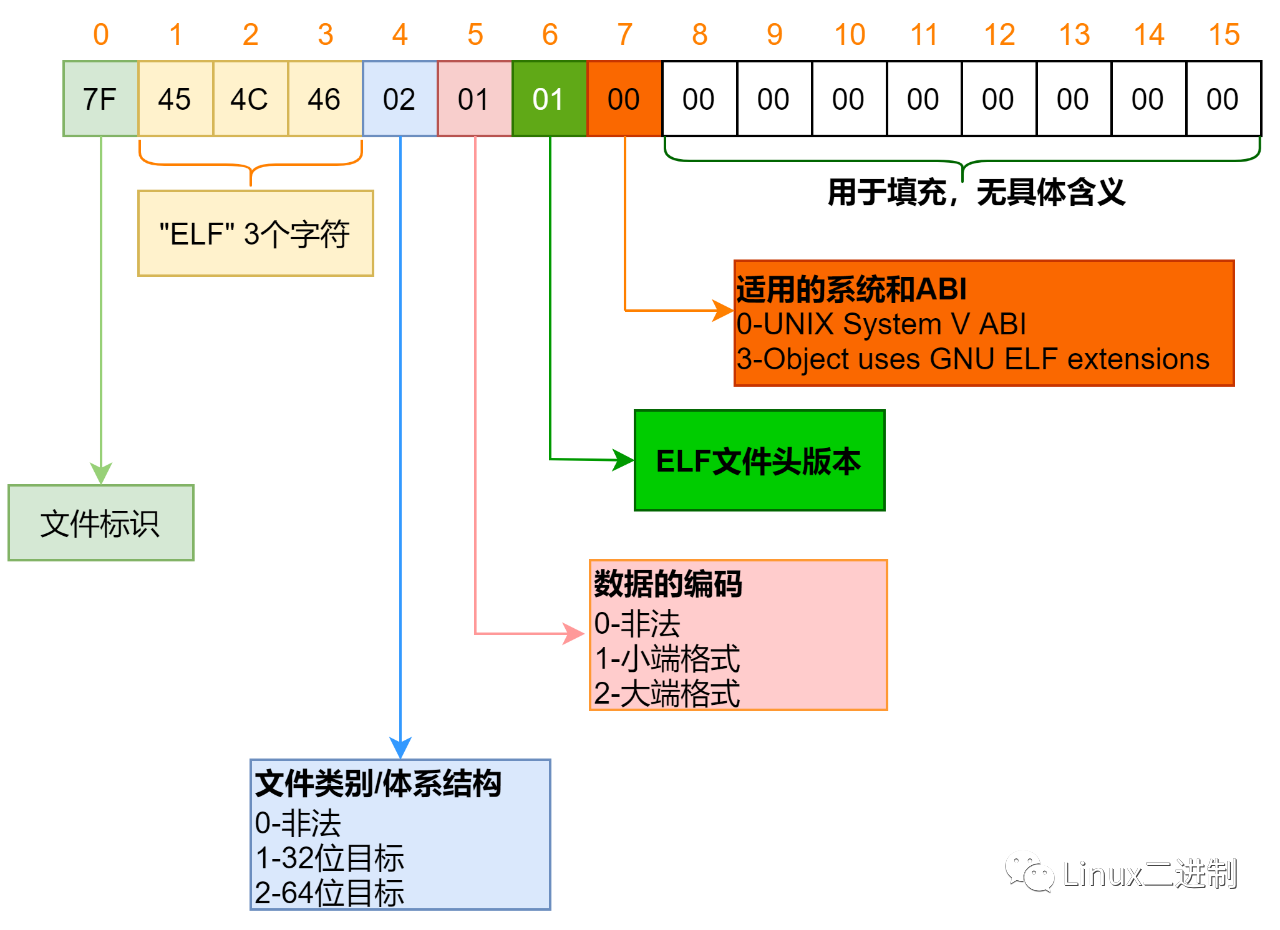 0 1 2 3 4 5 6 7 8 9 10 11 12 13 14 15
7F 45 4C 46 02 01 01 00 00 00 00 00 00 00 00 00
用于填充，无具体含义
"ELF" 3个字符
适用的系统和ABI
0-UNIX System V ABI
3-Object uses GNU ELF extensions
ELF文件头版本
文件标识
数据的编码
0-非法
1-小端格式
2-大端格式
文件类别/体系结构
0-非法
1-32位目标
2-64位目标
Linux二进制